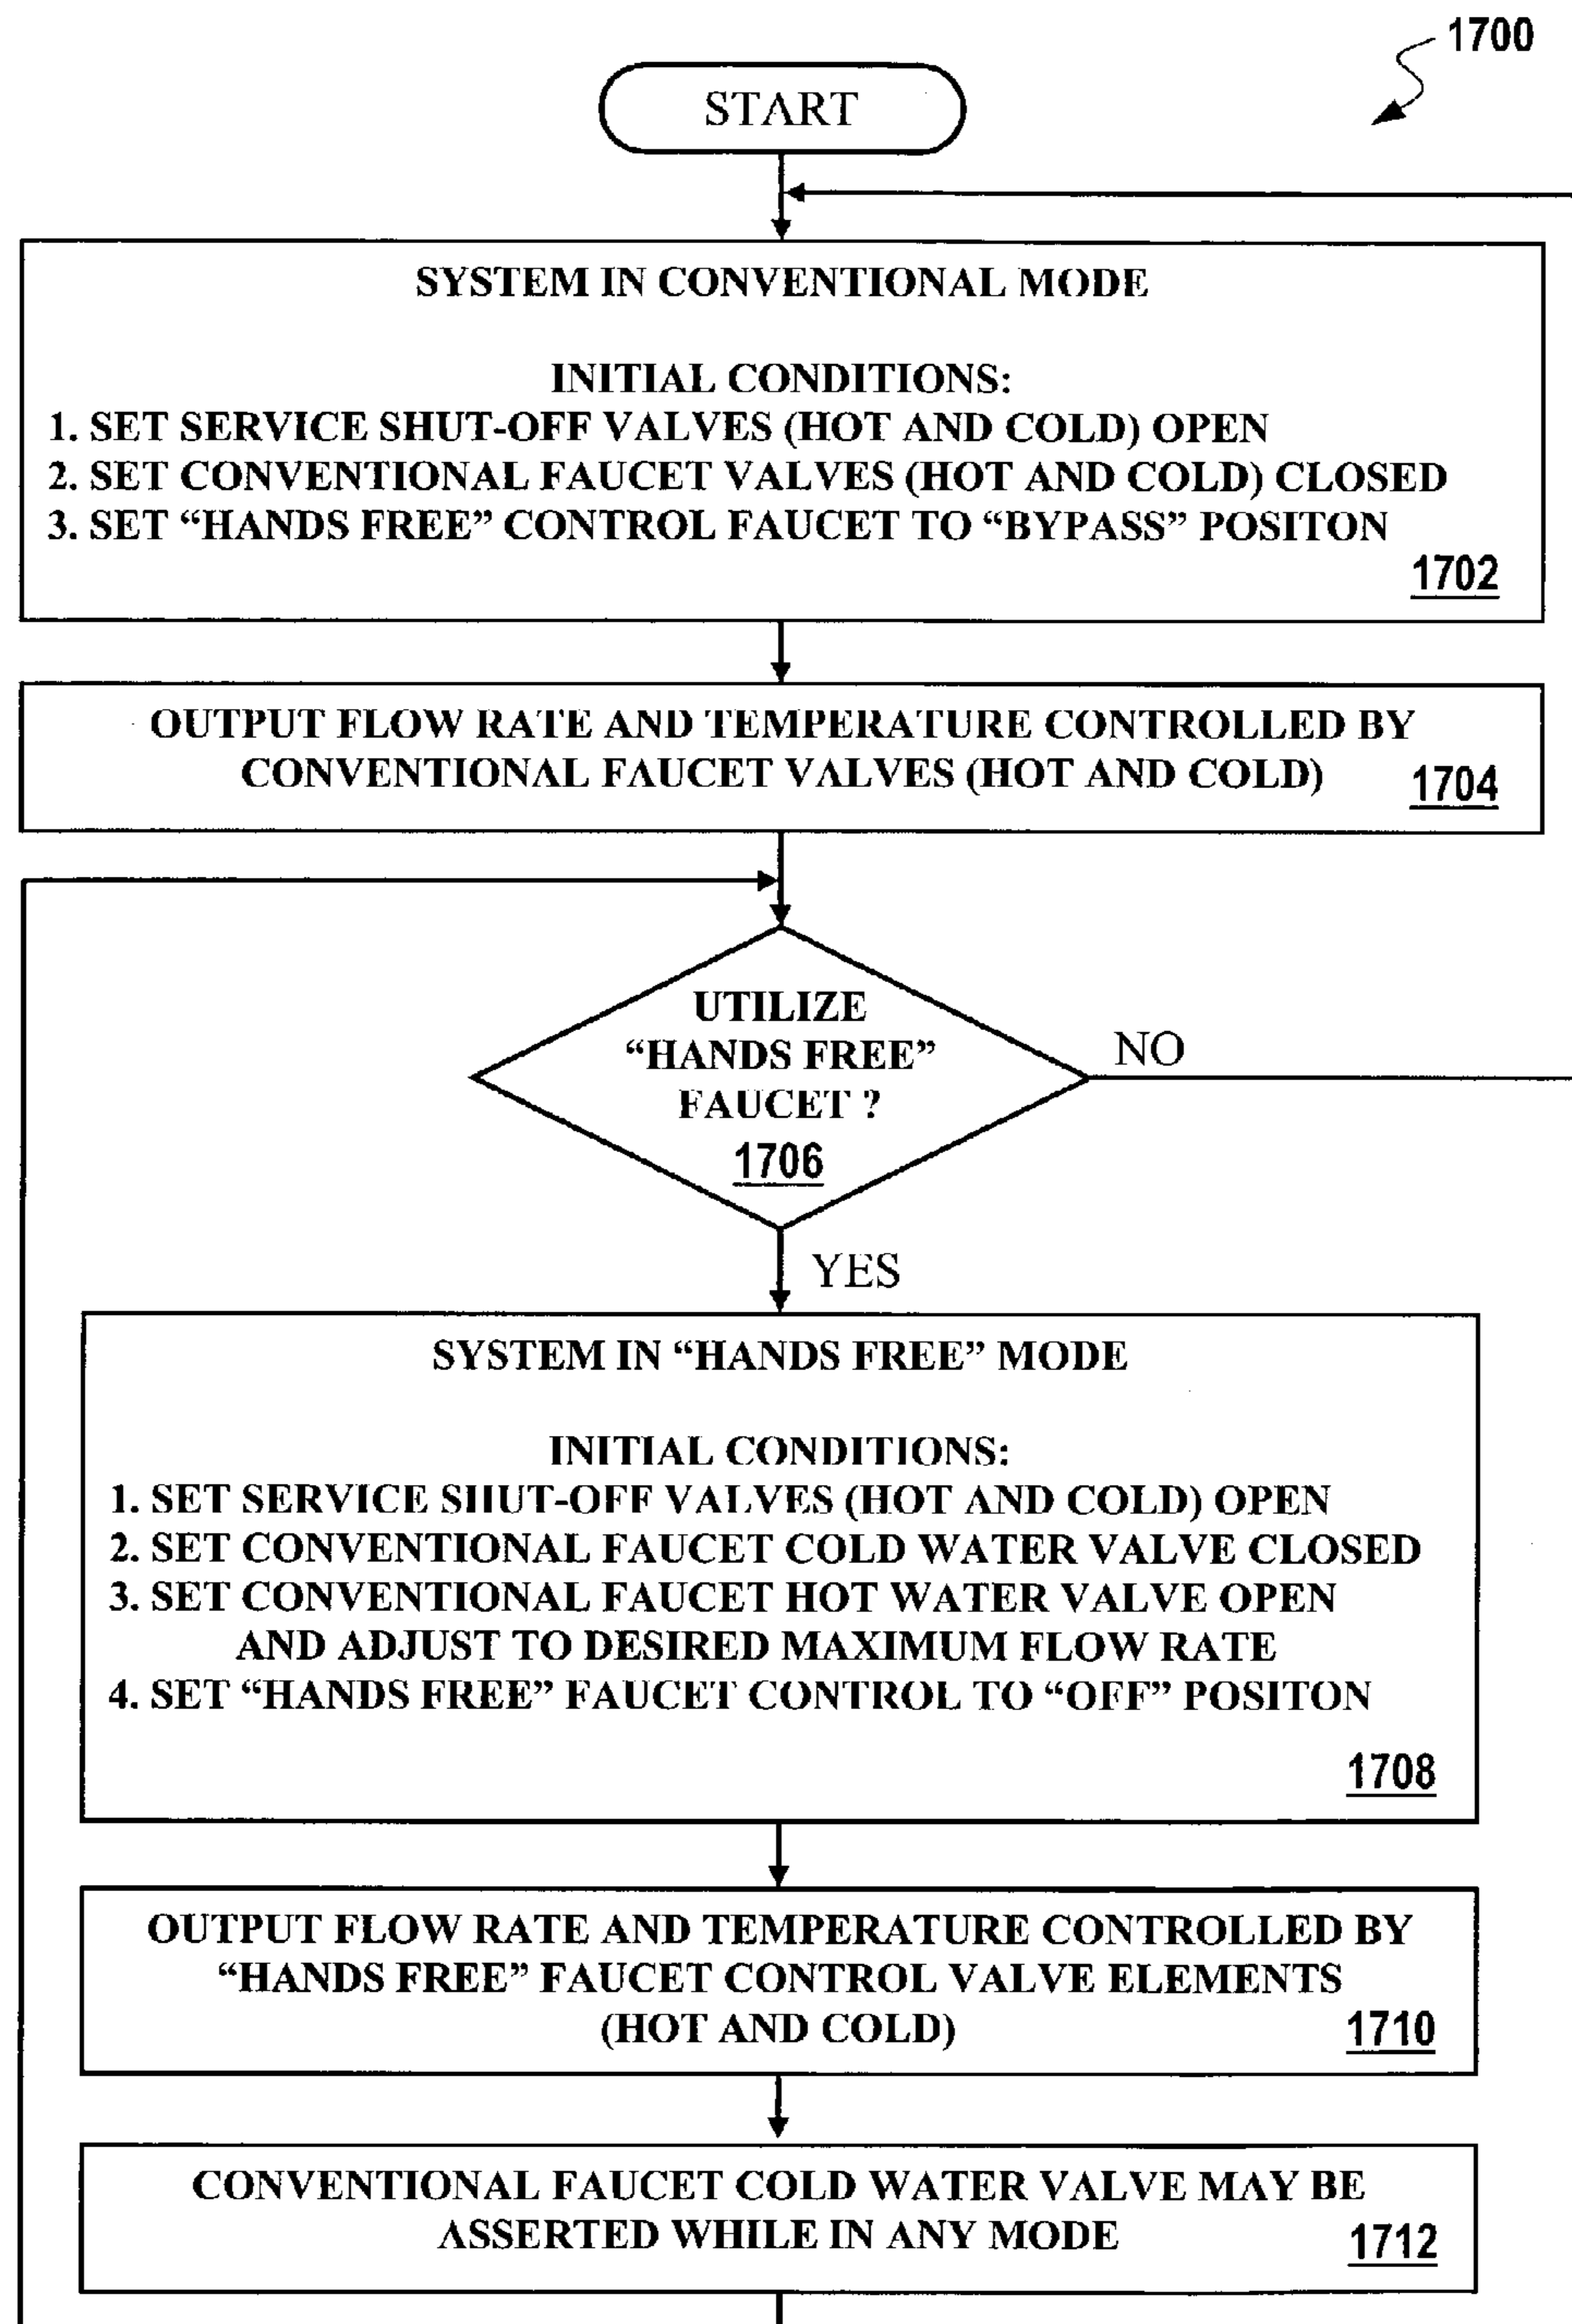 1700
START
SYSTEM IN CONVENTIONAL MODE
INITIAL CONDITIONS:
1. SET SERVICE SHUT-OFF VALVES (HOT AND COLD) OPEN
2. SET CONVENTIONAL FAUCET VALVES (HOT AND COLD) CLOSED
3. SET “HANDS FREE” CONTROL FAUCET TO “BYPASS” POSITON
1702
OUTPUT FLOW RATE AND TEMPERATURE CONTROLLED BY
CONVENTIONAL FAUCET VALVES (HOT AND COLD)
1704
UTILIZE
“HANDS FREE”
FAUCET ?
1706
NO
YES
SYSTEM IN “HANDS FREE” MODE
INITIAL CONDITIONS:
1. SET SERVICE SHUT-OFF VALVES (HOT AND COLD) OPEN
2. SET CONVENTIONAL FAUCET COLD WATER VALVE CLOSED
3. SET CONVENTIONAL FAUCET HOT WATER VALVE OPEN
AND ADJUST TO DESIRED MAXIMUM FLOW RATE
4. SET “HANDS FREE” FAUCET CONTROL TO “OFF” POSITON
1708
OUTPUT FLOW RATE AND TEMPERATURE CONTROLLED BY
“HANDS FREE” FAUCET CONTROL VALVE ELEMENTS
(HOT AND COLD)
1710
CONVENTIONAL FAUCET COLD WATER VALVE MAY BE
ASSERTED WHILE IN ANY MODE
1712